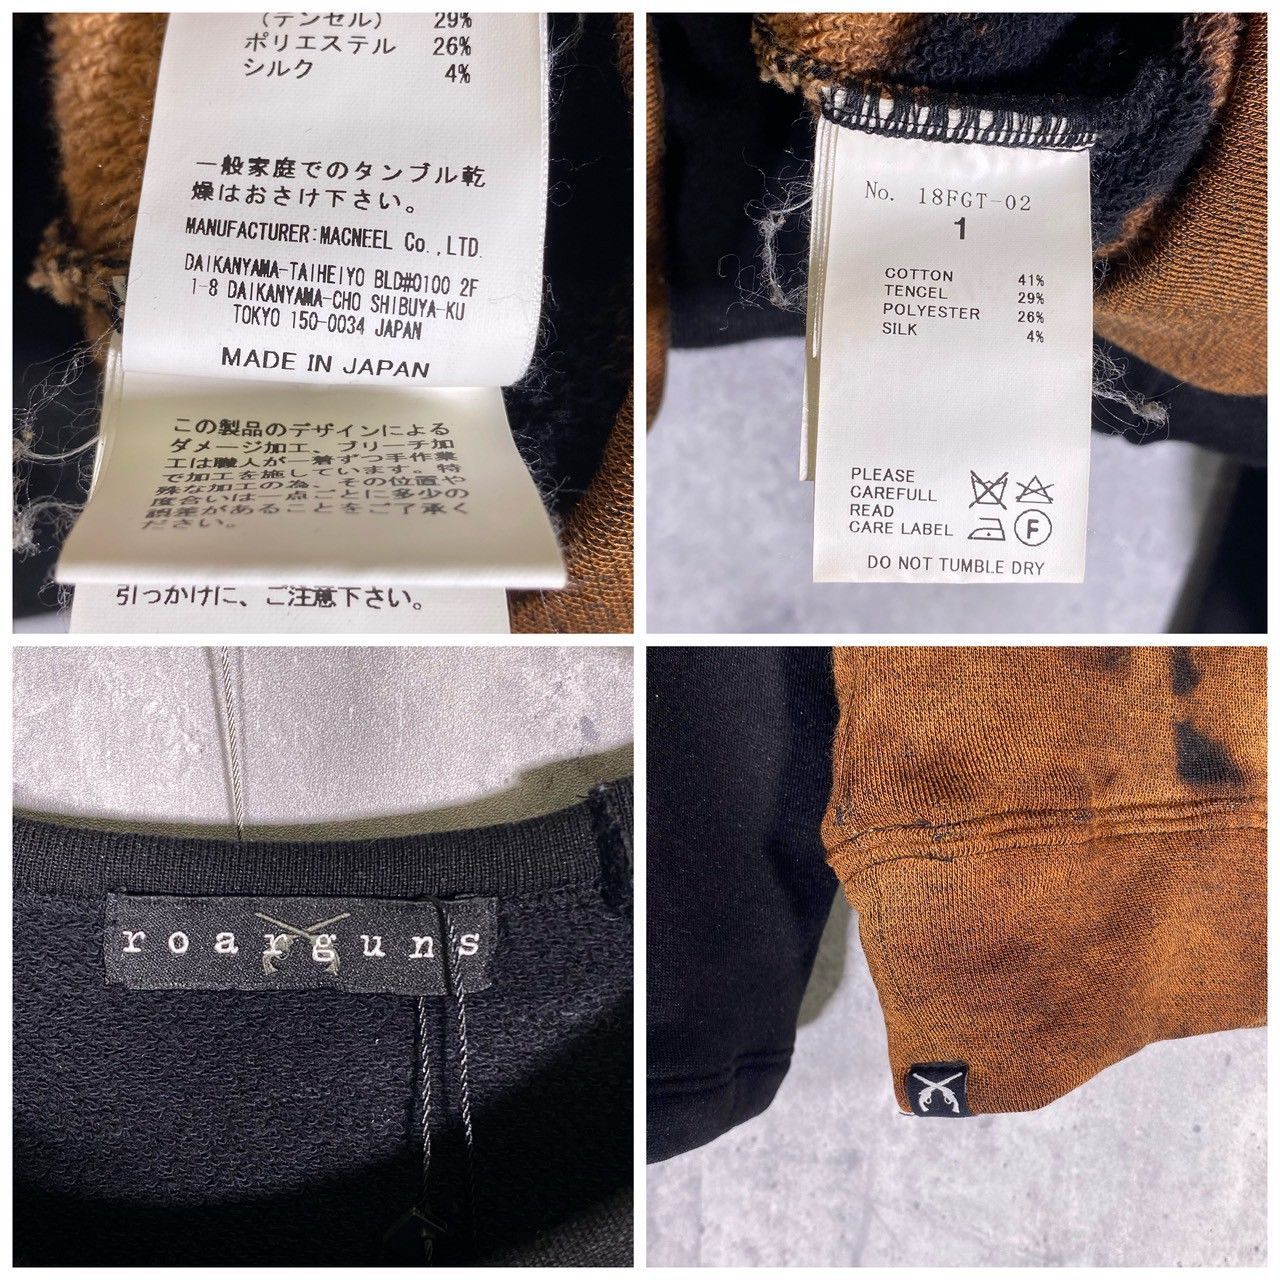 (テンセル) 29%
ポリエステル 26%
シルク 4%
一般家庭でのタンブル乾
燥はおさけ下さい。
MANUFACTURER:MACNEEL Co.,LTD.
DAIKANYAMA-TAIHEIYO BLD#0100 2F
1-8 DAIKANYAMA-CHO SHIBUYA-KU
TOKYO 150-0034 JAPAN
MADE IN JAPAN
この製品のデザインによる
ダメージ加工、ブリーチ加
工は職人が一着ずつ手作業
で加工を施しています。特
殊な加工の為、その位置や
度合いは一点ごとに多少の
誤差があることをご了承く
ださい。
引っかけに、ご注意下さい。
No. 18FGT-02
1
COTTON 41%
TENCEL 29%
POLYESTER 26%
SILK 4%
PLEASE
CAREFULL
READ
CARE LABEL
F
DO NOT TUMBLE DRY
roarguns